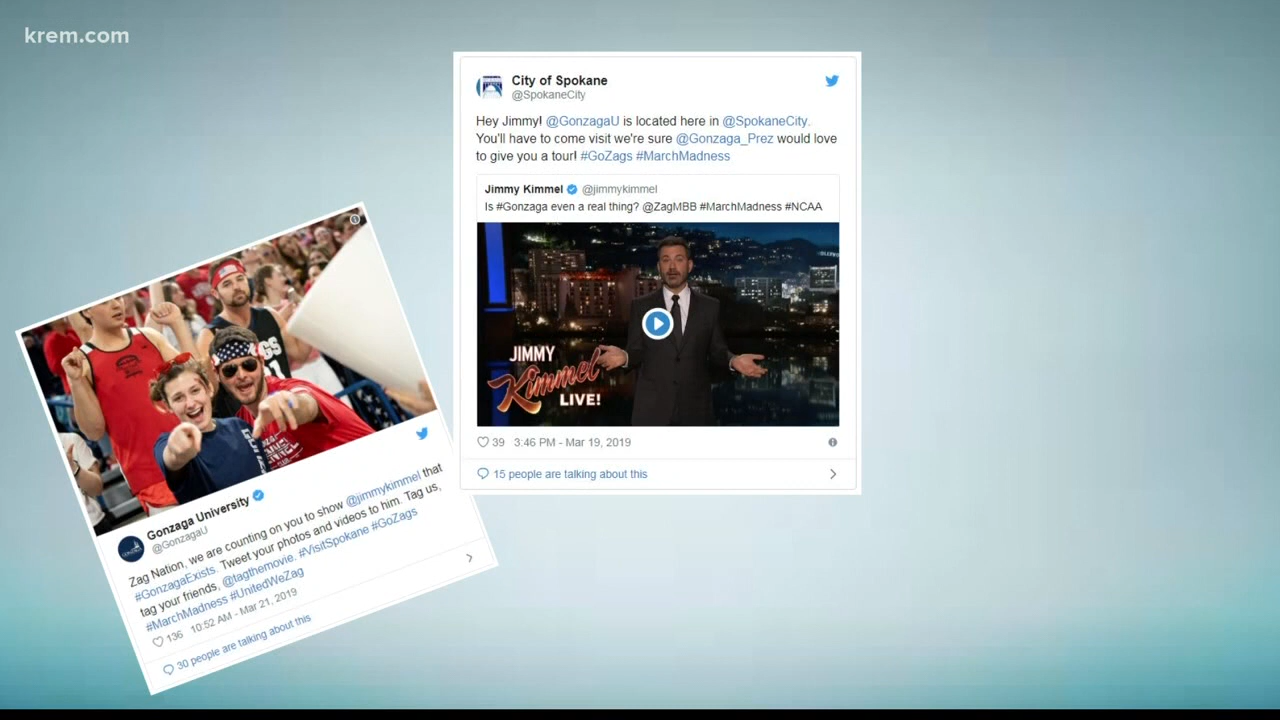 krem.com
City of Spokane
@SpokaneCity
Hey Jimmy! @GonzagaU is located here in @SpokaneCity.
You'll have to come visit we're sure @Gonzaga_Prez would love
to give you a tour! #GoZags #MarchMadness
Jimmy Kimmel @jimmykimmel
Is #Gonzaga even a real thing? @ZagMBB #MarchMadness #NCAA
JIMMY
Kimmel
LIVE!
39 3:46 PM - Mar 19, 2019
15 people are talking about this
Gonzaga University
@GonzagaU
Zag Nation, we are counting on you to show @jimmykimmel that
#GonzagaExists. Tweet your photos and videos to him. Tag us,
tag your friends, @tagthemovie. #VisitSpokane #GoZags
#MarchMadness #UnitedWeZag
136 10:52 AM - Mar 21, 2019
30 people are talking about this